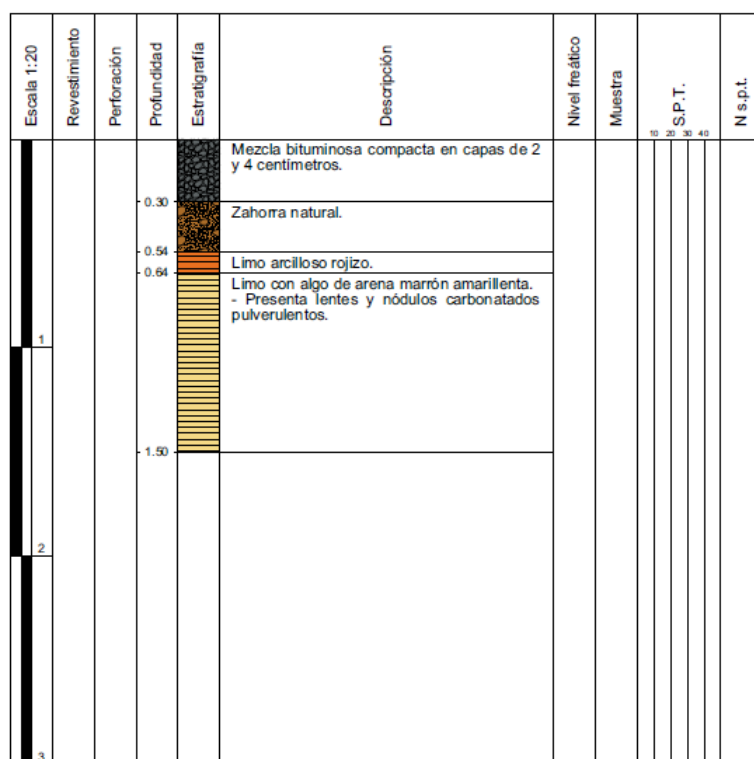 Escala 1:20
Revestimiento
Perforación
Profundidad
Estratigrafía
Descripción
Nivel freático
Muestra
S.P.T.
10 20 30 40
N s.p.t.
Mezcla bituminosa compacta en capas de 2
y 4 centímetros.
0.30
Zahorra natural.
0.54
Limo arcilloso rojizo.
0.64
Limo con algo de arena marrón amarillenta.
- Presenta lentes y nódulos carbonatados
pulverulentos.
1
1.50
2
3